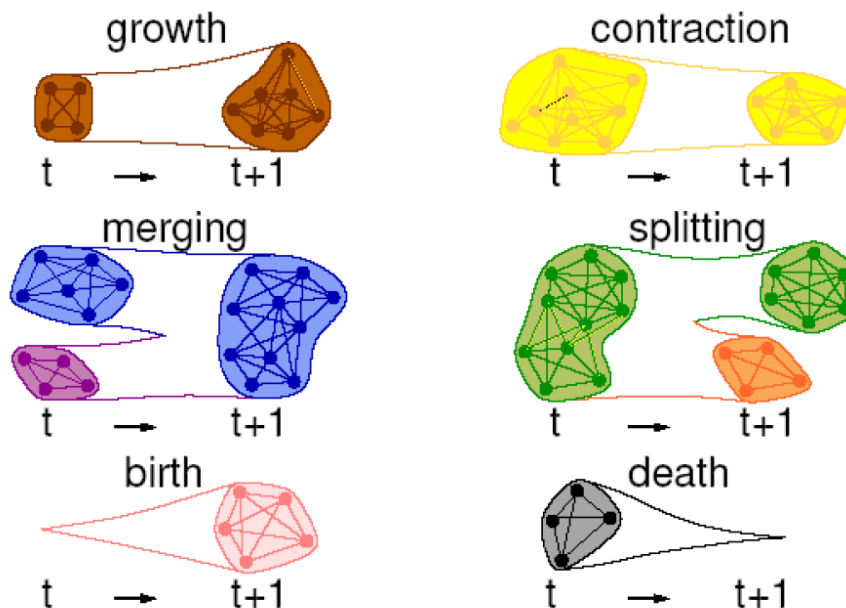 growth
contraction
t t+1
t t+1
merging
splitting
t t+1
t t+1
birth
death
t t+1
t t+1